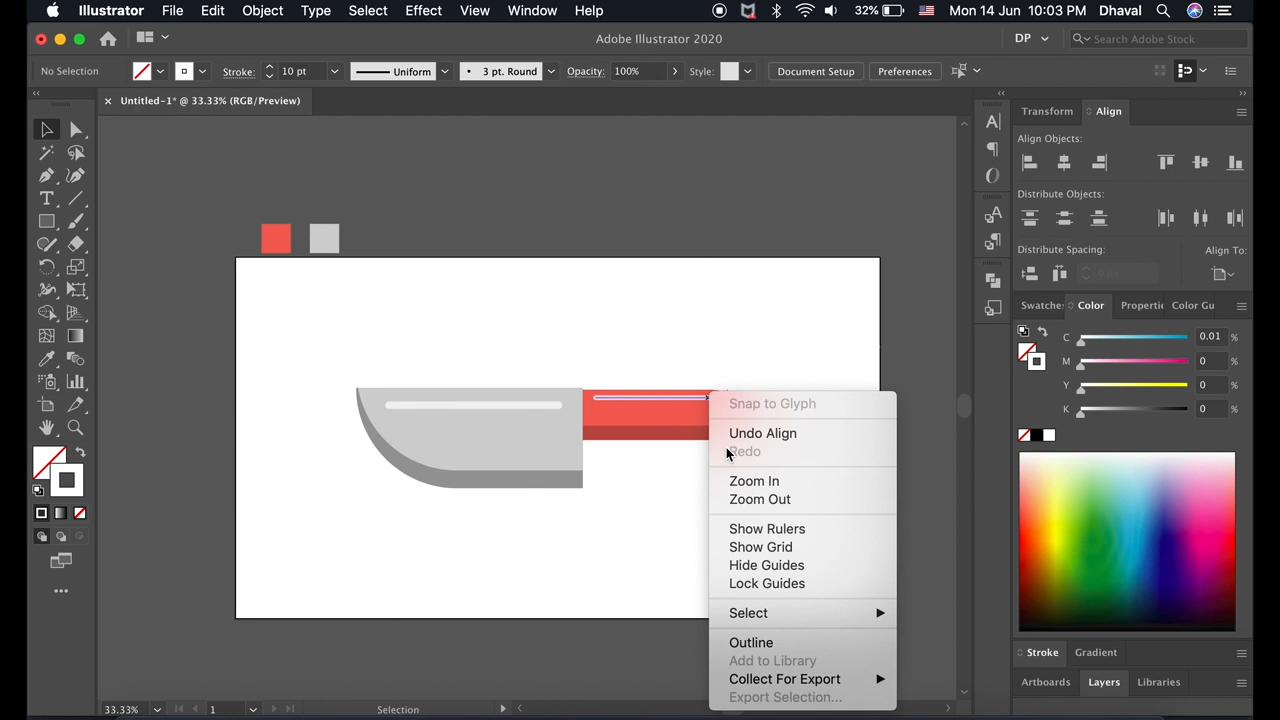 Illustrator File Edit Object Type Select Effect View Window Help 32% Mon 14 Jun 10:03 PM Dhaval
Adobe Illustrator 2020 DP Search Adobe Stock
No Selection Stroke: 10 pt Uniform 3 pt. Round Opacity: 100% Style: Document Setup Preferences
Untitled-1* @ 33.33% (RGB/Preview)
Transform Align
Align Objects:
Distribute Objects:
Distribute Spacing: Align To:
0 px
Swatches Color Properti Color Gu
C 0.01 %
M 0 %
Y 0 %
K 0 %
Snap to Glyph
Undo Align
Redo
Zoom In
Zoom Out
Show Rulers
Show Grid
Hide Guides
Lock Guides
Select
Outline
Add to Library
Collect For Export
Export Selection...
Stroke Gradient
Artboards Layers Libraries
33.33% 1 Selection